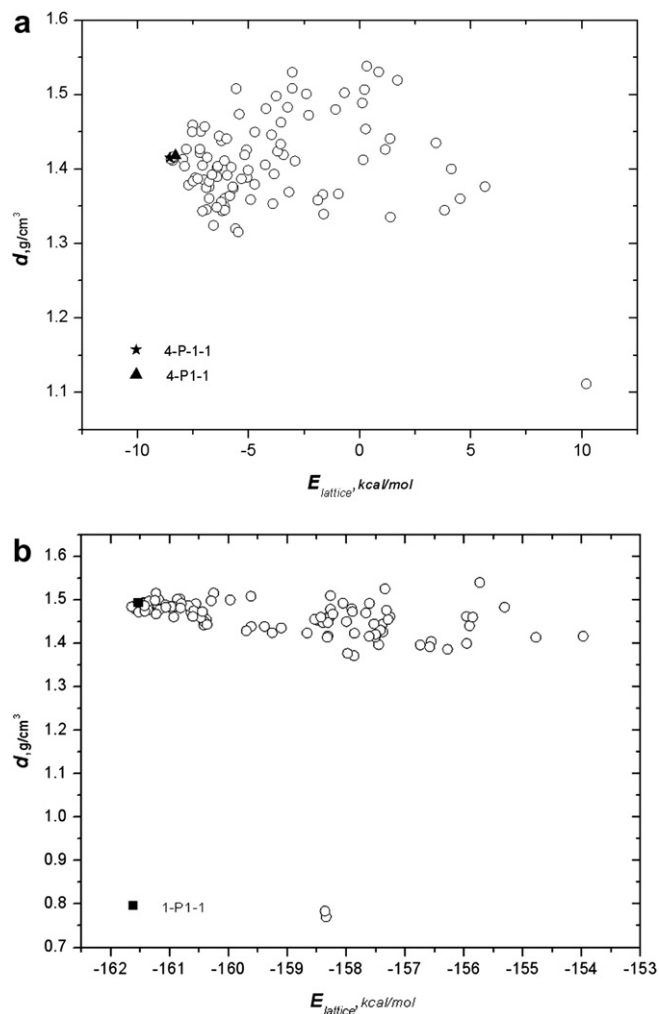 a
1.6
1.5
1.4
1.3
1.2
1.1
d,g/cm³
4-P-1-1
4-P1-1
-10 -5 0 5 10
E lattice, kcal/mol
b
1.6
1.5
1.4
1.3
1.2
1.1
1.0
0.9
0.8
0.7
d,g/cm³
1-P1-1
-162 -161 -160 -159 -158 -157 -156 -155 -154 -153
E lattice, kcal/mol